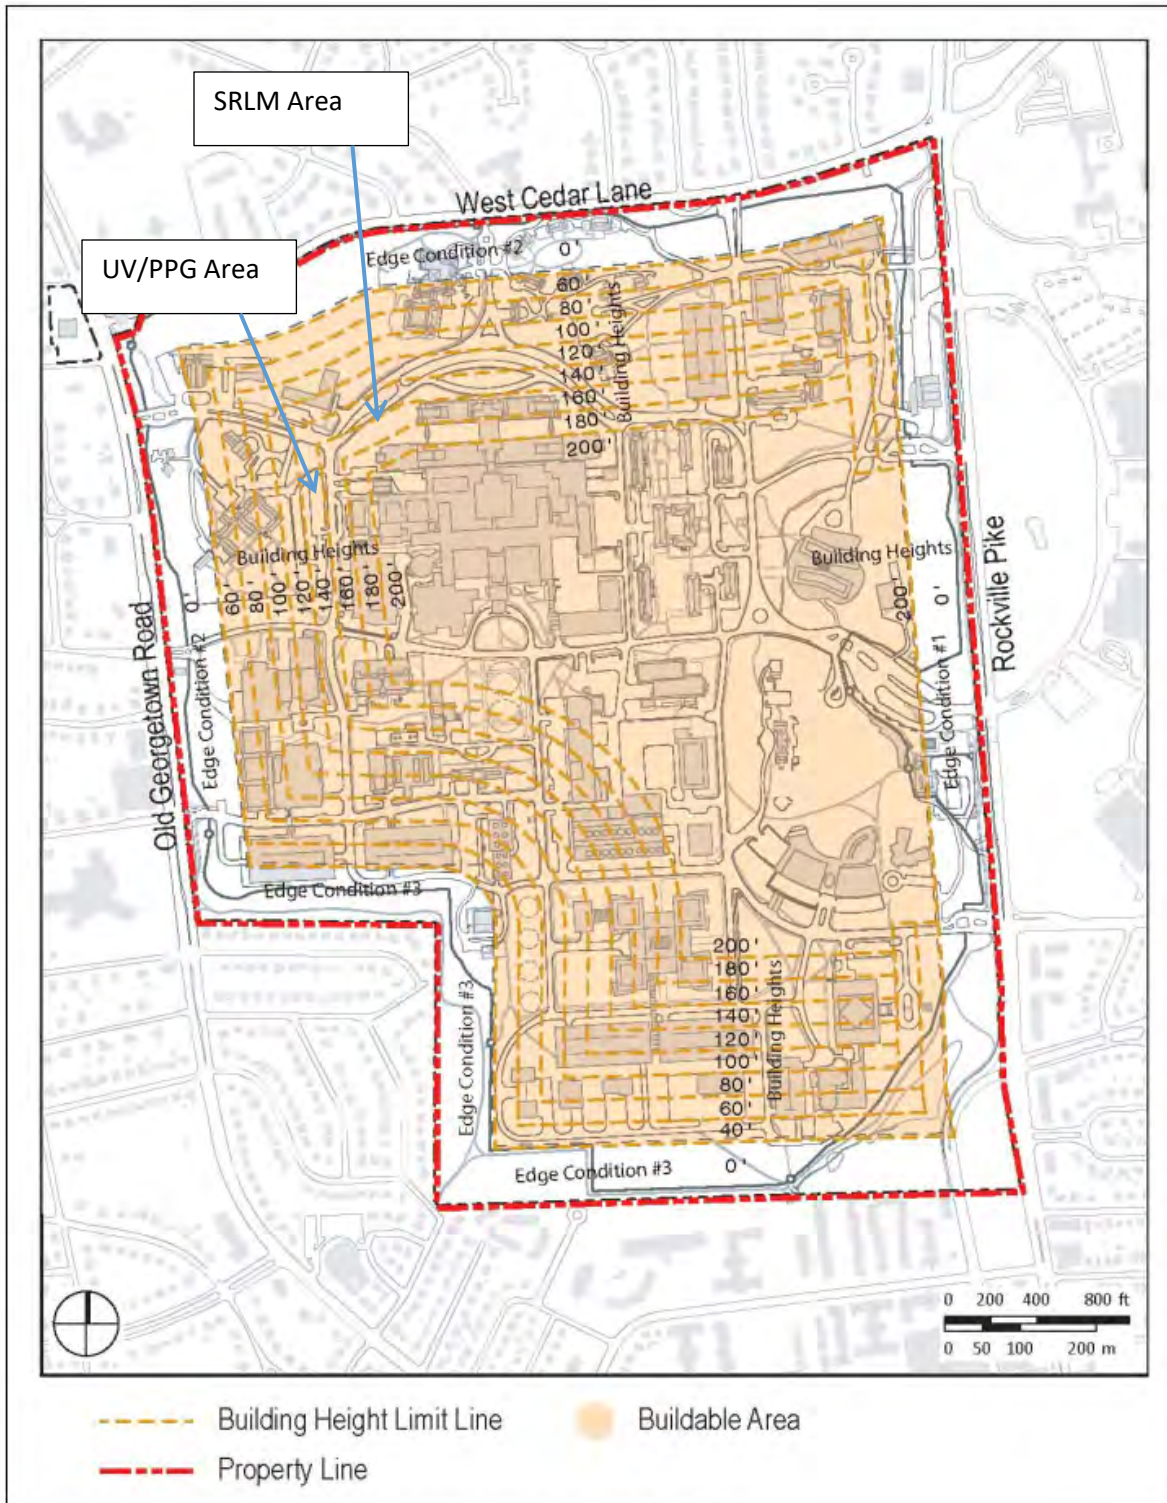 SRLM Area
West Cedar Lane
Edge Condition #2
0'
UV/PPG Area
60'
80'
100'
120'
140'
160'
180'
200'
Building Heights
Building Heights
0'
60'
80'
100'
120'
140'
160'
180'
200'
Building Heights
200'
0'
Rockville Pike
Old Georgetown Road
Edge Condition #2
Edge Condition #1
Edge Condition #3
Edge Condition #3
200'
180'
160'
140'
120'
100'
80'
60'
40'
0'
Building Heights
Edge Condition #3
0 200 400 800 ft
0 50 100 200 m
Building Height Limit Line
Buildable Area
Property Line